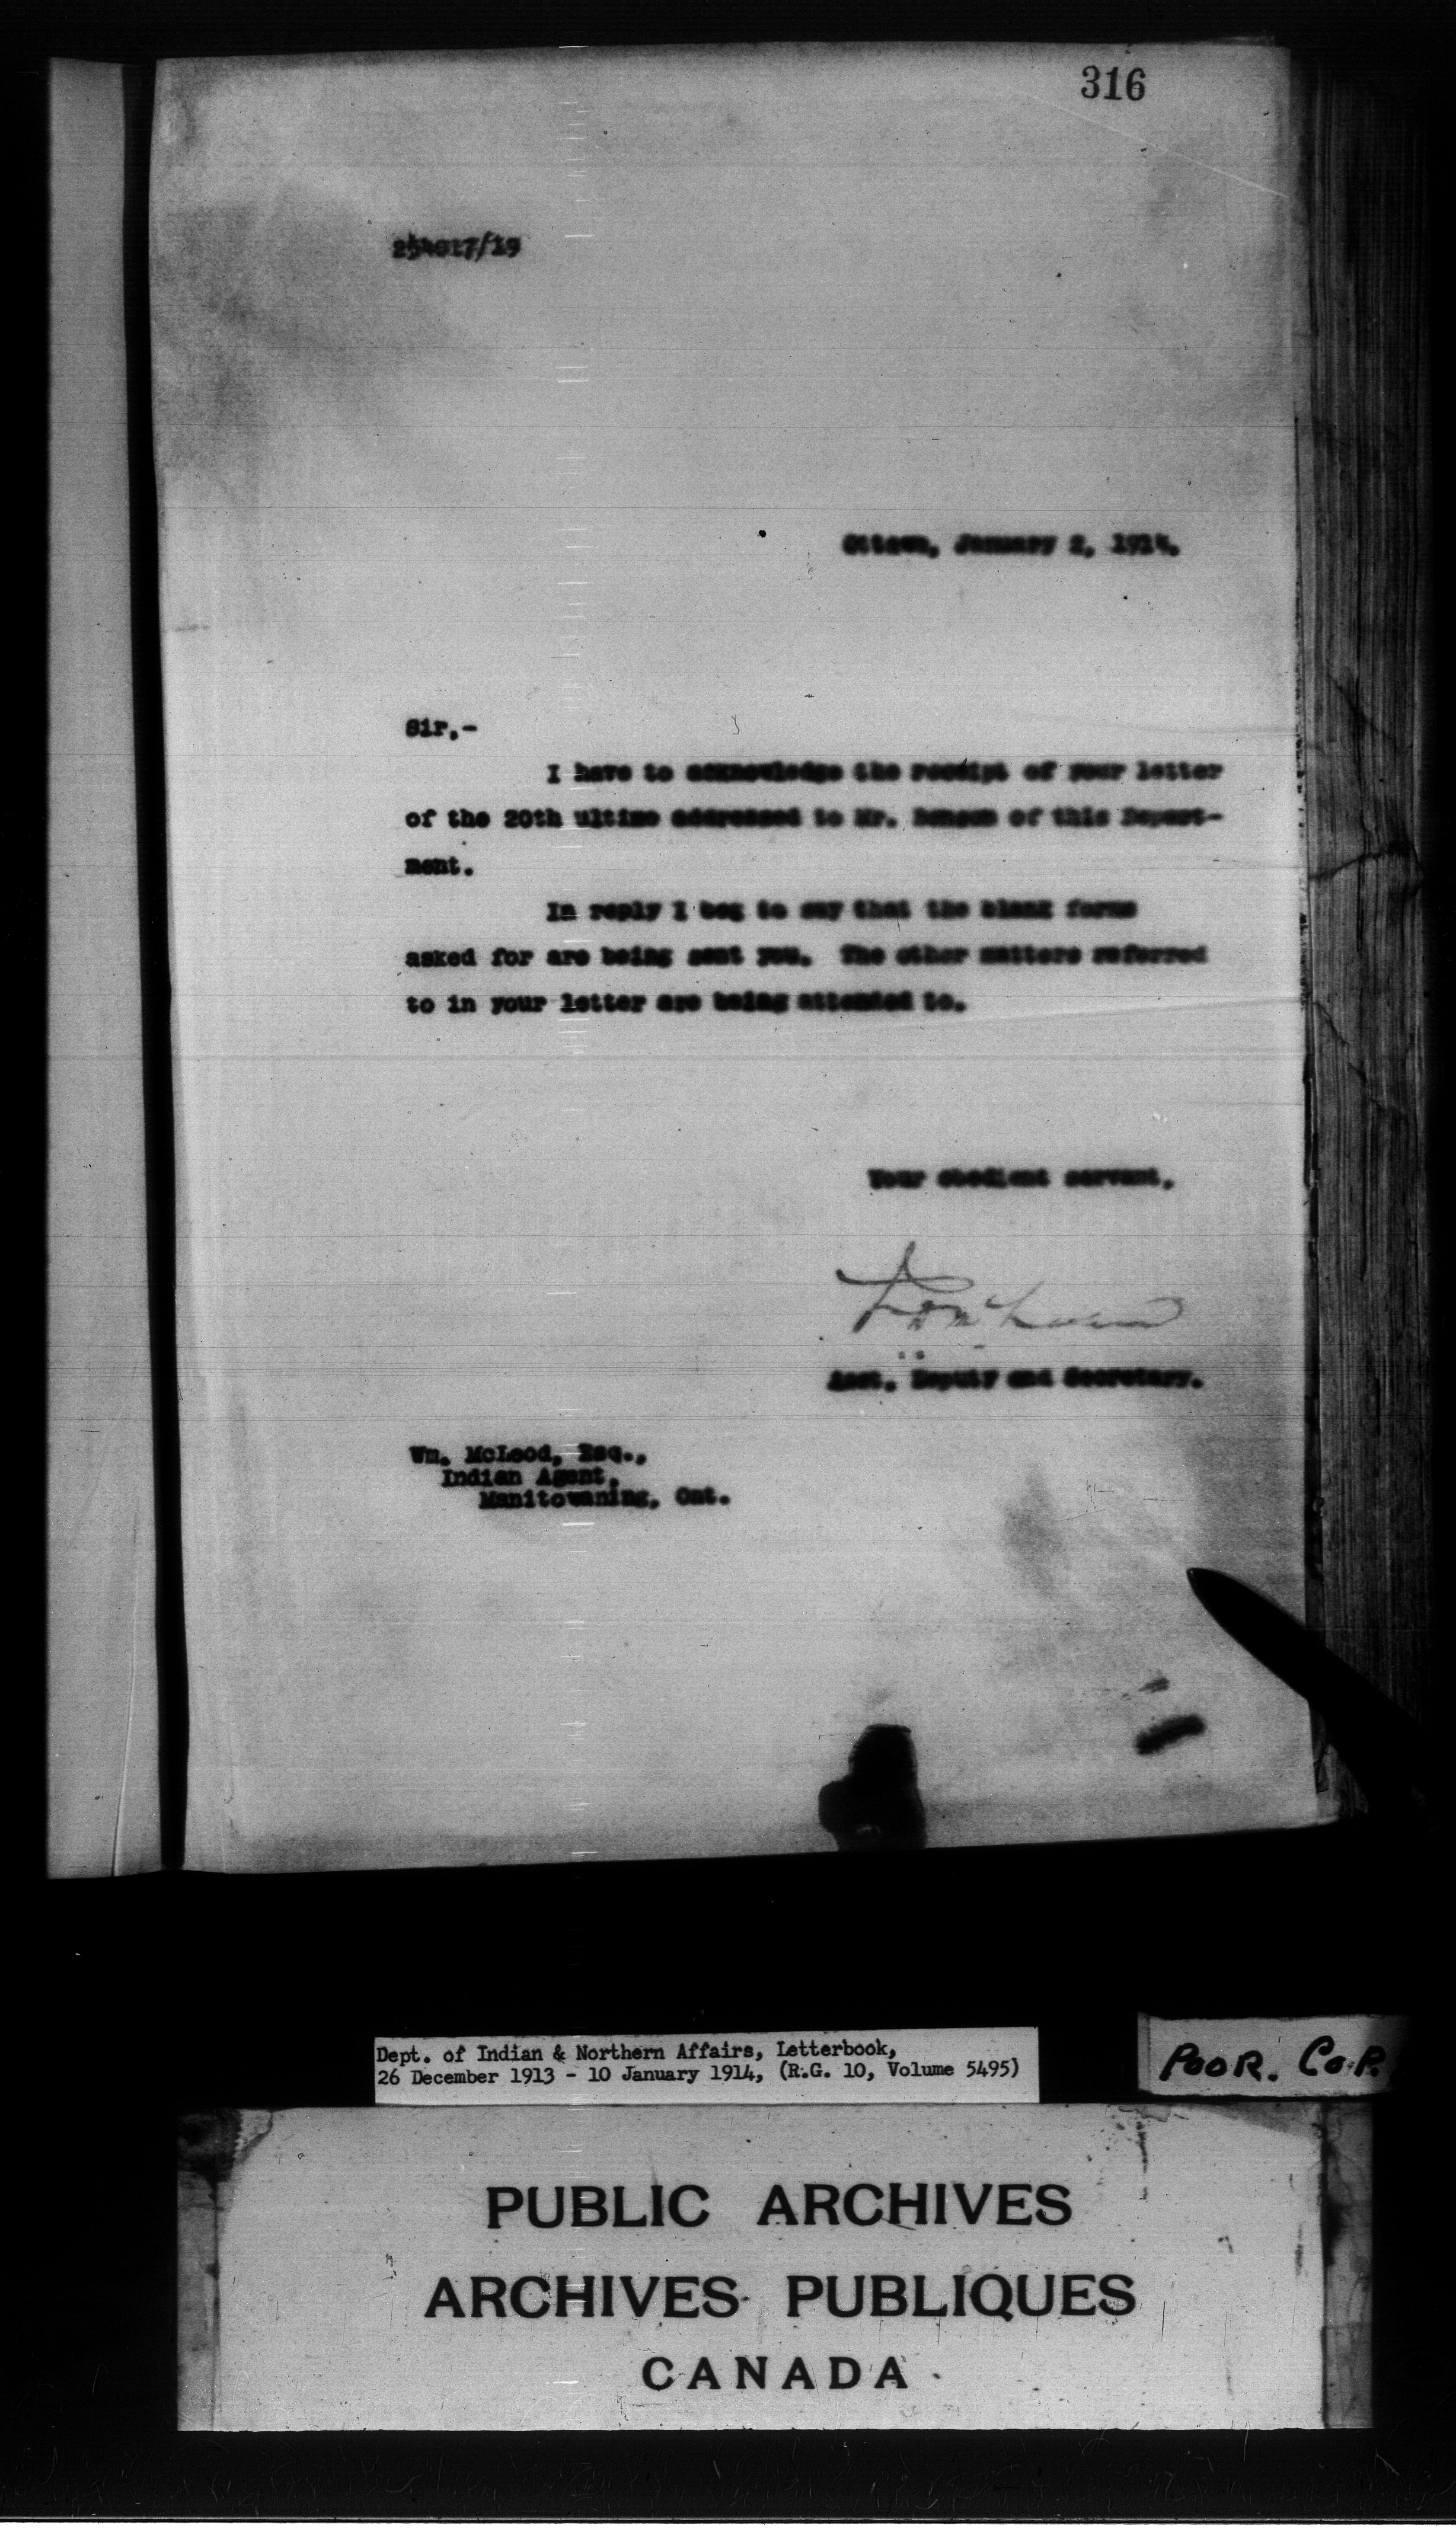 316
254017/19
Ottawa, January 2, 1914.
Sir,-
I have to acknowledge the receipt of your letter
of the 20th ultimo addressed to Mr. Benson of this Depart-
ment.
In reply I beg to say that the blank forms
asked for are being sent you. The other matters referred
to in your letter are being attended to.
Your obedient servant,
Asst. Deputy and Secretary.
Wm. McLeod, Esq.,
Indian Agent,
Manitowaning, Ont.
Dept. of Indian & Northern Affairs, Letterbook,
26 December 1913 - 10 January 1914, (R.G. 10, Volume 5495)
POOR. COP.
PUBLIC ARCHIVES
ARCHIVES PUBLIQUES
CANADA